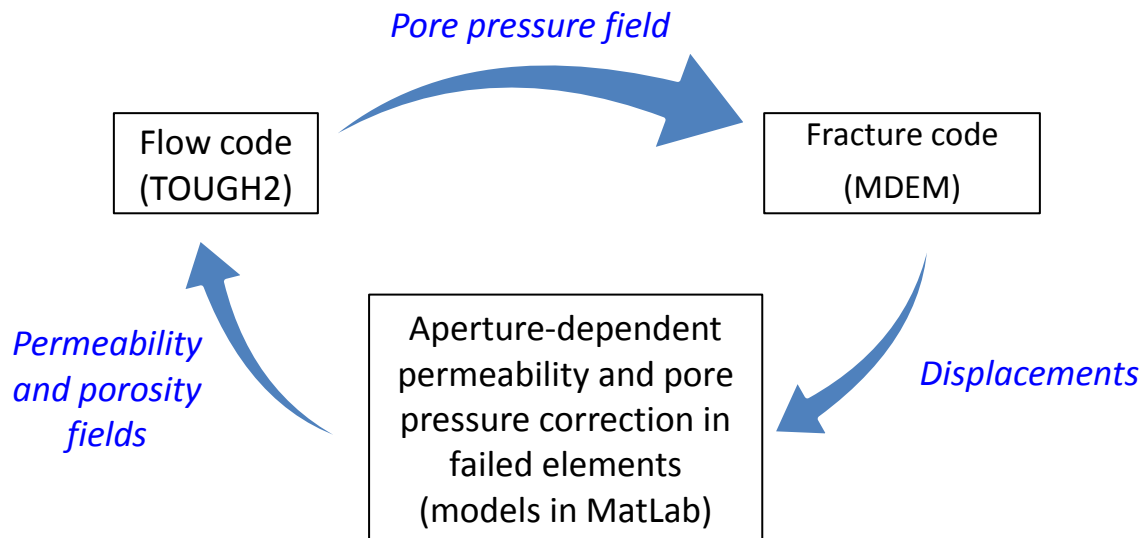 Pore pressure field
Flow code
(TOUGH2)
Fracture code
(MDEM)
Aperture-dependent
permeability and pore
pressure correction in
failed elements
(models in MatLab)
Permeability
and porosity
fields
Displacements